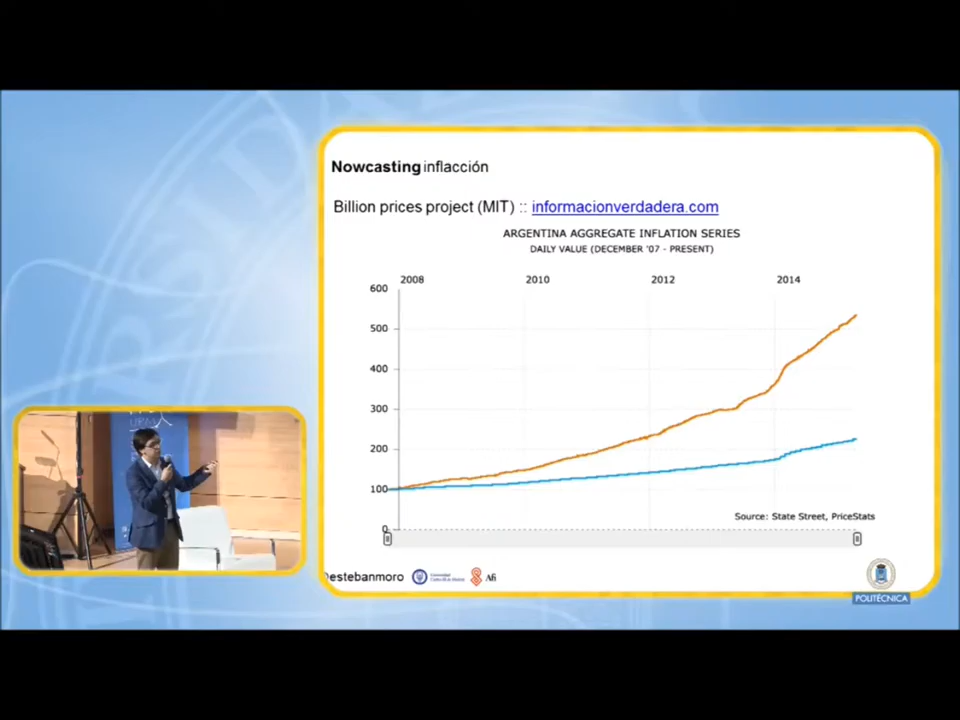 Nowcasting inflacción
Billion prices project (MIT) :: informacionverdadera.com
ARGENTINA AGGREGATE INFLATION SERIES
DAILY VALUE (DECEMBER '07 - PRESENT)
2008 2010 2012 2014
600
500
400
300
200
100
0
Source: State Street, PriceStats
@estebanmoro
Afi
POLITÉCNICA